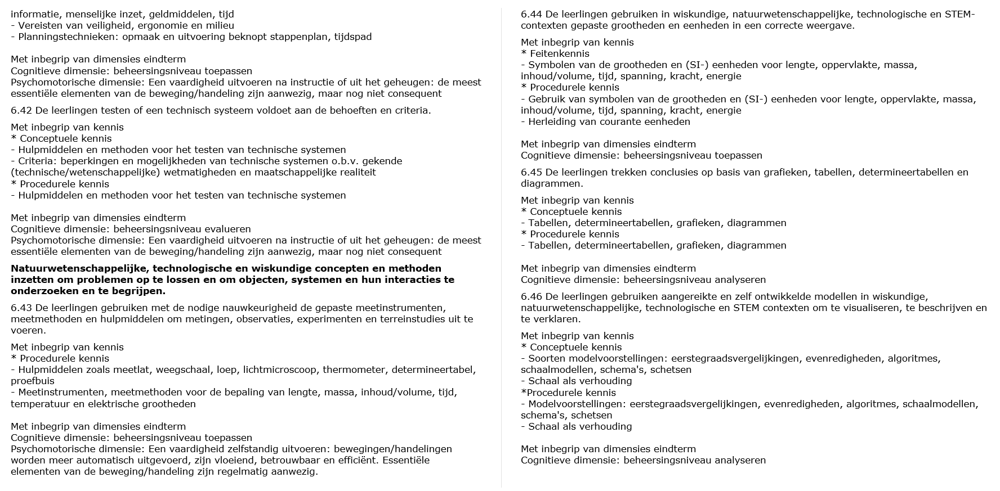 informatie, menselijke inzet, geldmiddelen, tijd
- Vereisten van veiligheid, ergonomie en milieu
- Planningstechnieken: opmaak en uitvoering beknopt stappenplan, tijdspad
Met inbegrip van dimensies eindterm
Cognitieve dimensie: beheersingsniveau toepassen
Psychomotorische dimensie: Een vaardigheid uitvoeren na instructie of uit het geheugen: de meest
essentiële elementen van de beweging/handeling zijn aanwezig, maar nog niet consequent
6.42 De leerlingen testen of een technisch systeem voldoet aan de behoeften en criteria.
Met inbegrip van kennis
* Conceptuele kennis
- Hulpmiddelen en methoden voor het testen van technische systemen
- Criteria: beperkingen en mogelijkheden van technische systemen o.b.v. gekende
(technische/wetenschappelijke) wetmatigheden en maatschappelijke realiteit
* Procedurele kennis
- Hulpmiddelen en methoden voor het testen van technische systemen
Met inbegrip van dimensies eindterm
Cognitieve dimensie: beheersingsniveau evalueren
Psychomotorische dimensie: Een vaardigheid uitvoeren na instructie of uit het geheugen: de meest
essentiële elementen van de beweging/handeling zijn aanwezig, maar nog niet consequent
Natuurwetenschappelijke, technologische en wiskundige concepten en methoden
inzetten om problemen op te lossen en om objecten, systemen en hun interacties te
onderzoeken en te begrijpen.
6.43 De leerlingen gebruiken met de nodige nauwkeurigheid de gepaste meetinstrumenten,
meetmethoden en hulpmiddelen om metingen, observaties, experimenten en terreinstudies uit te
voeren.
Met inbegrip van kennis
* Procedurele kennis
- Hulpmiddelen zoals meetlat, weegschaal, loep, lichtmicroscoop, thermometer, determineertabel,
proefbuis
- Meetinstrumenten, meetmethoden voor de bepaling van lengte, massa, inhoud/volume, tijd,
temperatuur en elektrische grootheden
Met inbegrip van dimensies eindterm
Cognitieve dimensie: beheersingsniveau toepassen
Psychomotorische dimensie: Een vaardigheid zelfstandig uitvoeren: bewegingen/handelingen
worden meer automatisch uitgevoerd, zijn vloeiend, betrouwbaar en efficiënt. Essentiële
elementen van de beweging/handeling zijn regelmatig aanwezig.
6.44 De leerlingen gebruiken in wiskundige, natuurwetenschappelijke, technologische en STEM-
contexten gepaste grootheden en eenheden in een correcte weergave.
Met inbegrip van kennis
* Feitenkennis
- Symbolen van de grootheden en (SI-) eenheden voor lengte, oppervlakte, massa,
inhoud/volume, tijd, spanning, kracht, energie
* Procedurele kennis
- Gebruik van symbolen van de grootheden en (SI-) eenheden voor lengte, oppervlakte, massa,
inhoud/volume, tijd, spanning, kracht, energie
- Herleiding van courante eenheden
Met inbegrip van dimensies eindterm
Cognitieve dimensie: beheersingsniveau toepassen
6.45 De leerlingen trekken conclusies op basis van grafieken, tabellen, determineertabellen en
diagrammen.
Met inbegrip van kennis
* Conceptuele kennis
- Tabellen, determineertabellen, grafieken, diagrammen
* Procedurele kennis
- Tabellen, determineertabellen, grafieken, diagrammen
Met inbegrip van dimensies eindterm
Cognitieve dimensie: beheersingsniveau analyseren
6.46 De leerlingen gebruiken aangereikte en zelf ontwikkelde modellen in wiskundige,
natuurwetenschappelijke, technologische en STEM contexten om te visualiseren, te beschrijven en
te verklaren.
Met inbegrip van kennis
* Conceptuele kennis
- Soorten modelvoorstellingen: eerstegraadsvergelijkingen, evenredigheden, algoritmes,
schaalmodellen, schema's, schetsen
- Schaal als verhouding
*Procedurele kennis
- Modelvoorstellingen: eerstegraadsvergelijkingen, evenredigheden, algoritmes, schaalmodellen,
schema's, schetsen
- Schaal als verhouding
Met inbegrip van dimensies eindterm
Cognitieve dimensie: beheersingsniveau analyseren